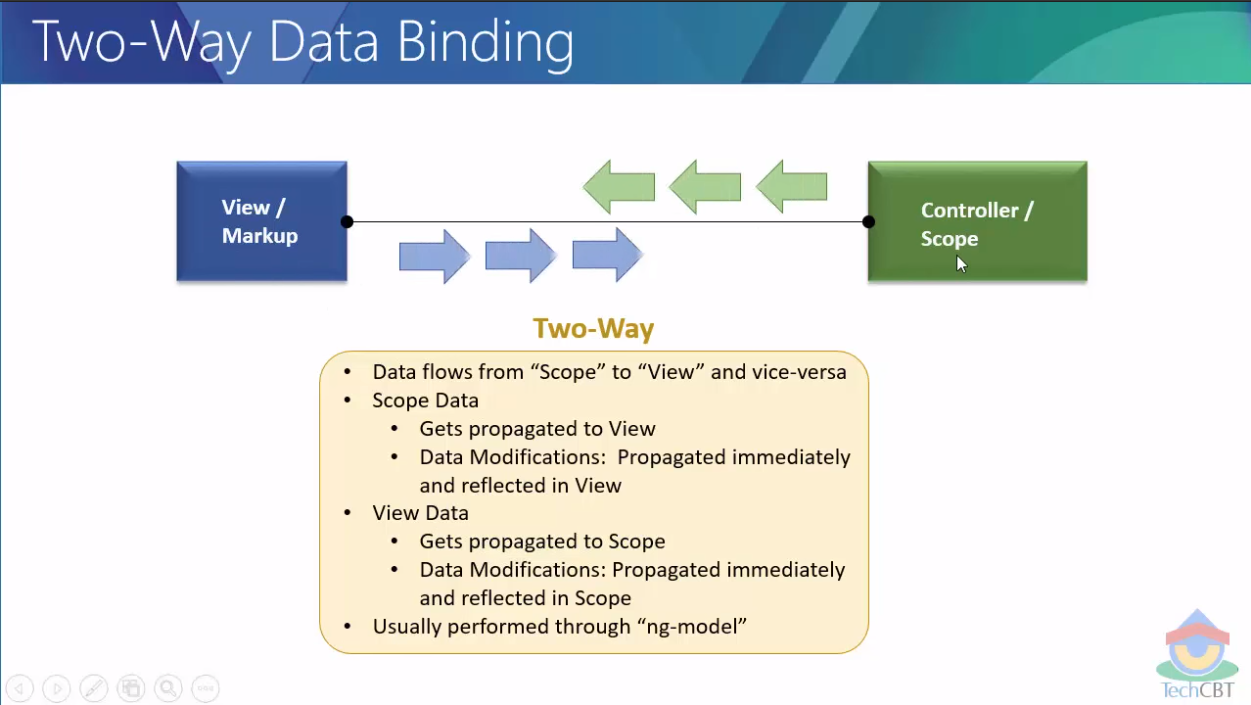 Two-Way Data Binding
View /
Markup
Controller /
Scope
Two-Way
• Data flows from “Scope” to “View” and vice-versa
• Scope Data
• Gets propagated to View
• Data Modifications:  Propagated immediately
and reflected in View
• View Data
• Gets propagated to Scope
• Data Modifications: Propagated immediately
and reflected in Scope
• Usually performed through “ng-model”
TechCBT